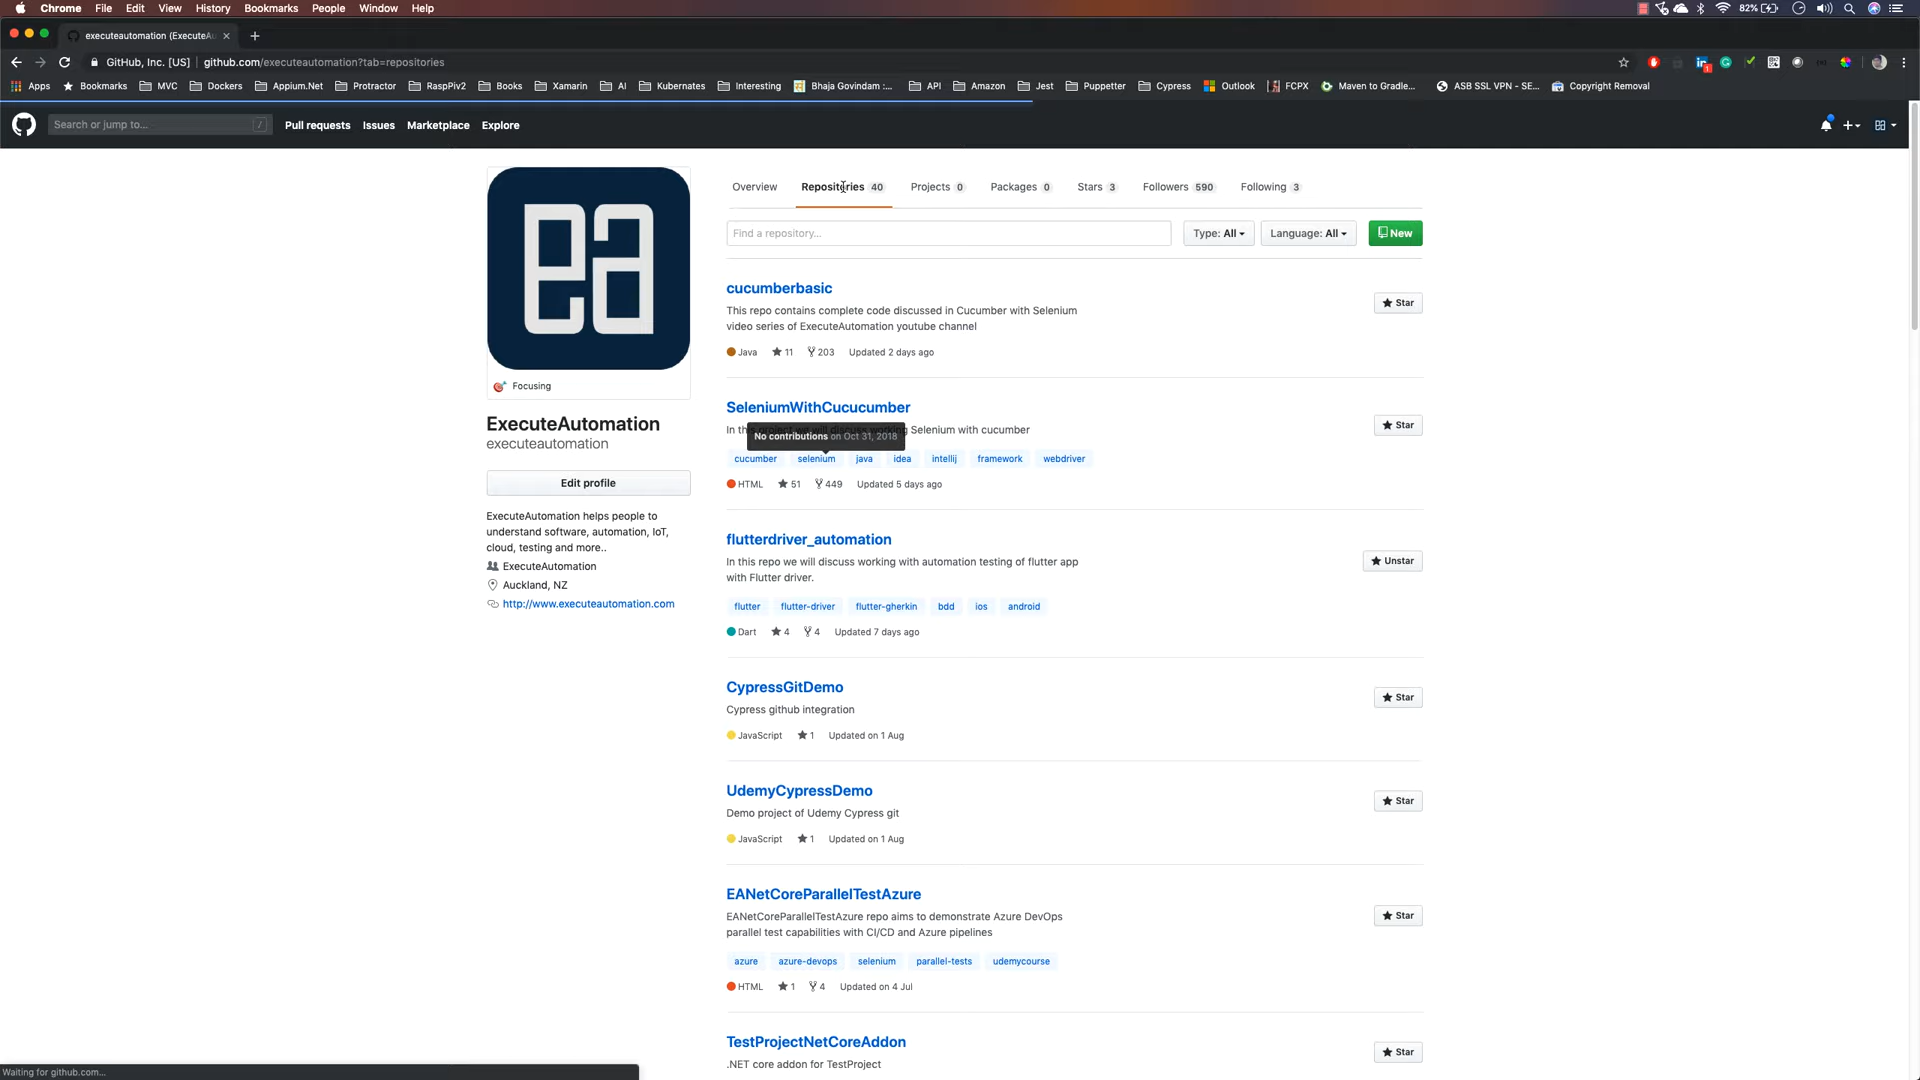 Chrome File Edit View History Bookmarks People Window Help
82%
executeautomation (ExecuteAu
GitHub, Inc. [US] | github.com/executeautomation?tab=repositories
Apps Bookmarks MVC Dockers Appium.Net Protractor RaspPiv2 Books Xamarin AI Kubernates Interesting Bhaja Govindam :... API Amazon Jest Puppetter Cypress Outlook FCPX Maven to Gradle... ASB SSL VPN - SE... Copyright Removal
Search or jump to... / Pull requests Issues Marketplace Explore
Overview Repositories 40 Projects 0 Packages 0 Stars 3 Followers 590 Following 3
Find a repository... Type: All Language: All New
ea
Focusing
ExecuteAutomation
executeautomation
Edit profile
ExecuteAutomation helps people to
understand software, automation, IoT,
cloud, testing and more..
ExecuteAutomation
Auckland, NZ
http://www.executeautomation.com
cucumberbasic
Star
This repo contains complete code discussed in Cucumber with Selenium
video series of ExecuteAutomation youtube channel
Java 11 203 Updated 2 days ago
SeleniumWithCucucumber
Star
In this project we will discuss working Selenium with cucumber
No contributions on Oct 31, 2018
cucumber selenium java idea intellij framework webdriver
HTML 51 449 Updated 5 days ago
flutterdriver_automation
Unstar
In this repo we will discuss working with automation testing of flutter app
with Flutter driver.
flutter flutter-driver flutter-gherkin bdd ios android
Dart 4 4 Updated 7 days ago
CypressGitDemo
Star
Cypress github integration
JavaScript 1 Updated on 1 Aug
UdemyCypressDemo
Star
Demo project of Udemy Cypress git
JavaScript 1 Updated on 1 Aug
EANetCoreParallelTestAzure
Star
EANetCoreParallelTestAzure repo aims to demonstrate Azure DevOps
parallel test capabilities with CI/CD and Azure pipelines
azure azure-devops selenium parallel-tests udemycourse
HTML 1 4 Updated on 4 Jul
TestProjectNetCoreAddon
Star
.NET core addon for TestProject
Waiting for github.com...